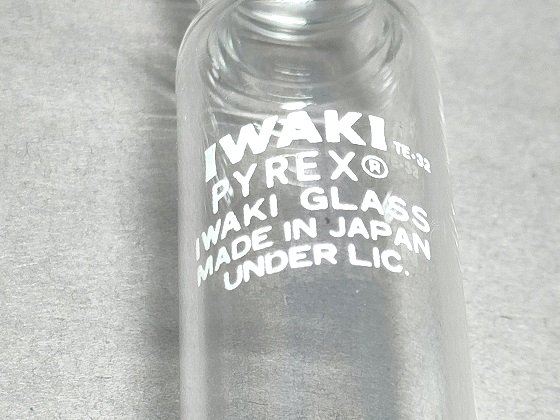 IWAKI TE-32
PYREX®
IWAKI GLASS
MADE IN JAPAN
UNDER LIC.